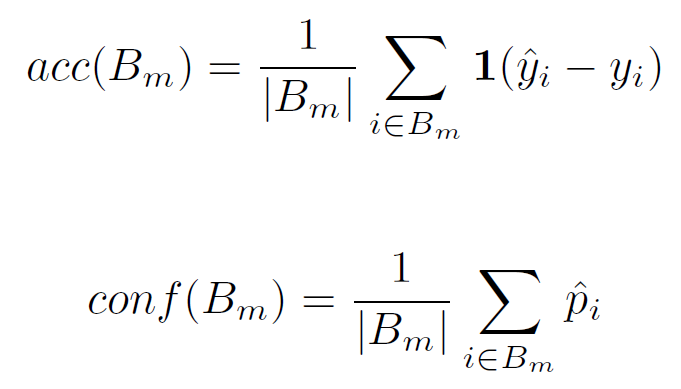 acc(B_m) = \frac{1}{|B_m|} \sum_{i \in B_m} \mathbf{1}(\hat{y}_i - y_i)
conf(B_m) = \frac{1}{|B_m|} \sum_{i \in B_m} \hat{p}_i